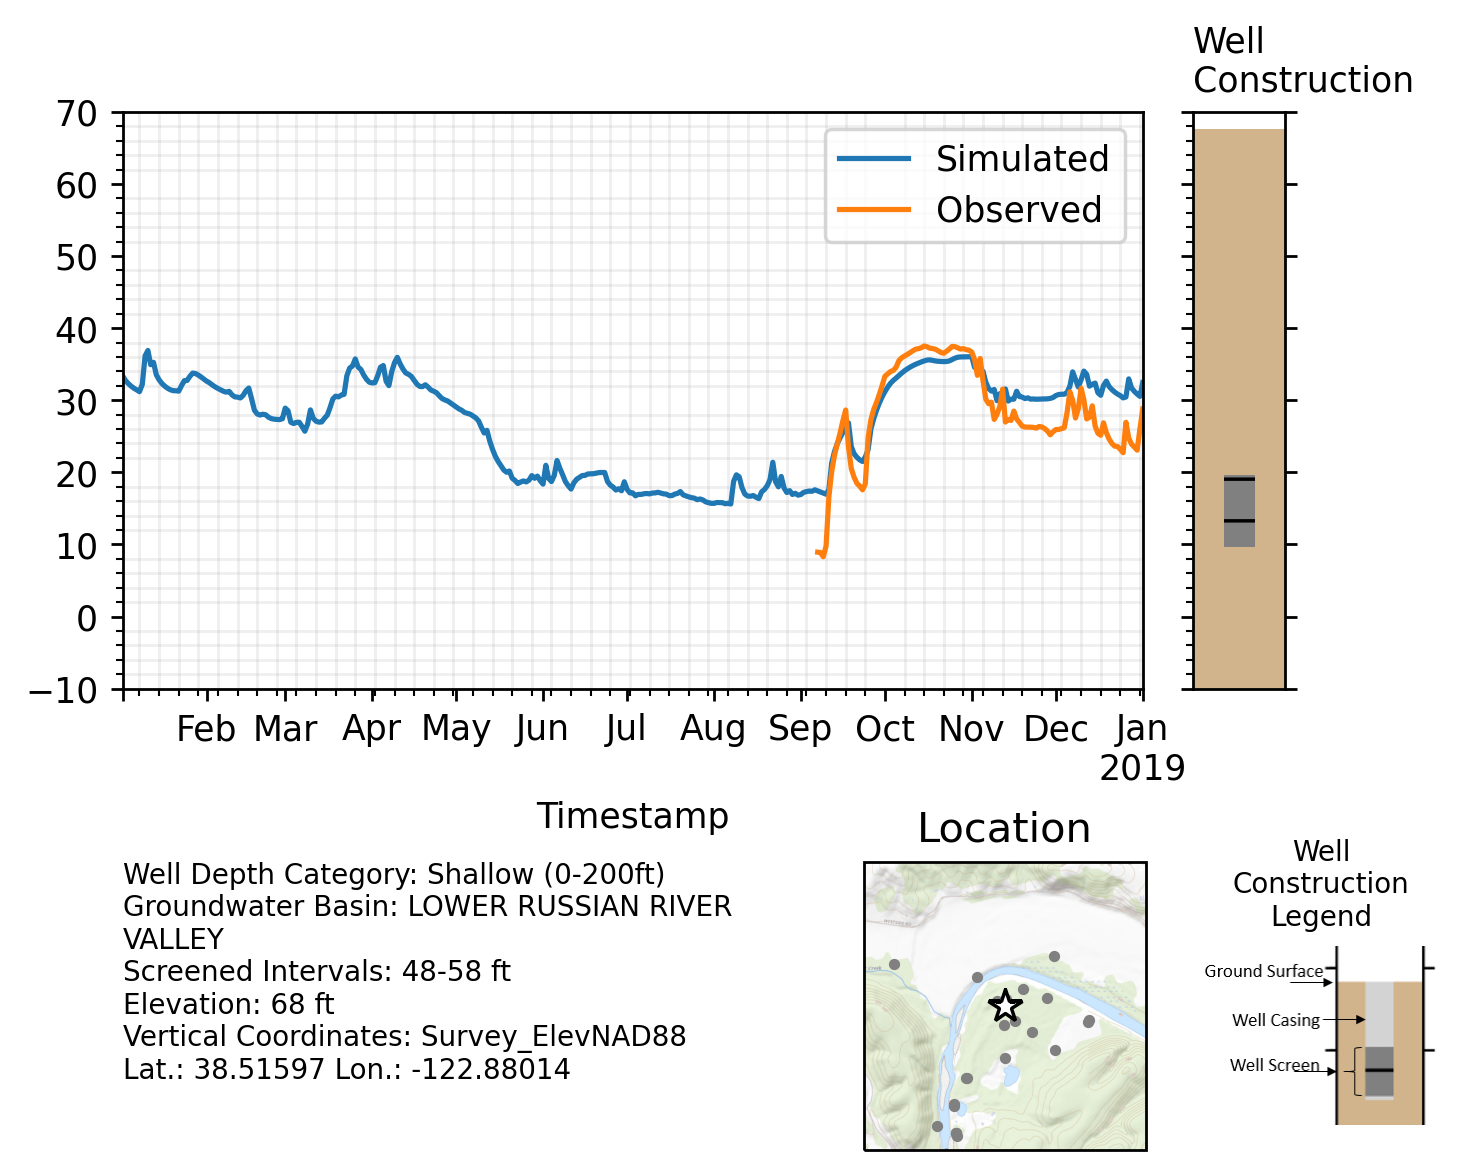 Well
Construction
70
60
50
40
30
20
10
0
−10
Simulated
Observed
Feb Mar Apr May Jun Jul Aug Sep Oct Nov Dec Jan
2019
Timestamp
Well Depth Category: Shallow (0-200ft)
Groundwater Basin: LOWER RUSSIAN RIVER
VALLEY
Screened Intervals: 48-58 ft
Elevation: 68 ft
Vertical Coordinates: Survey_ElevNAD88
Lat.: 38.51597 Lon.: -122.88014
Location
Well
Construction
Legend
Ground Surface
Well Casing
Well Screen